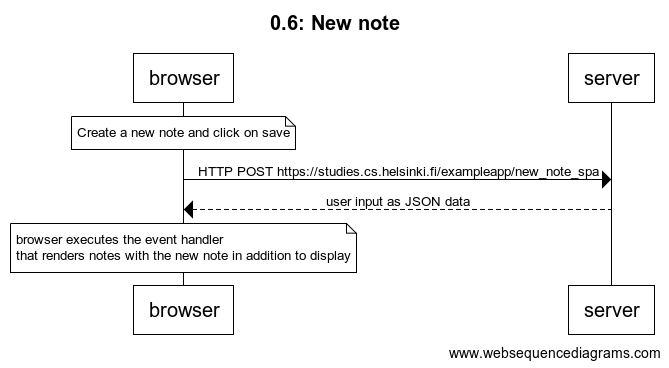 0.6: New note
browser
server
Create a new note and click on save
HTTP POST https://studies.cs.helsinki.fi/exampleapp/new_note_spa
user input as JSON data
browser executes the event handler
that renders notes with the new note in addition to display
browser
server
www.websequencediagrams.com